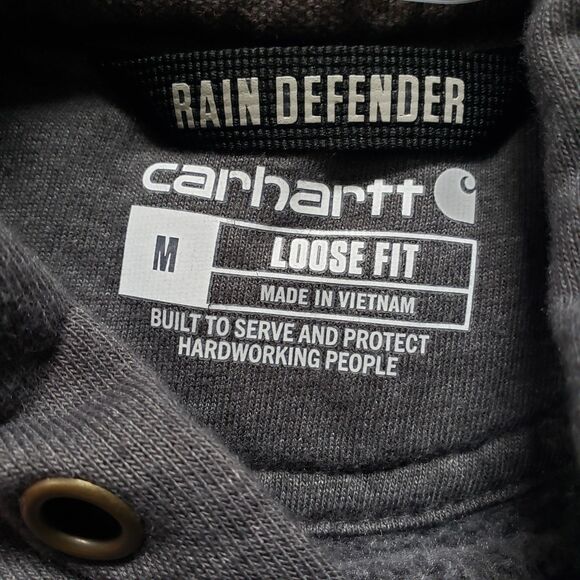 RAIN DEFENDER
carhartt
M
LOOSE FIT
MADE IN VIETNAM
BUILT TO SERVE AND PROTECT
HARDWORKING PEOPLE